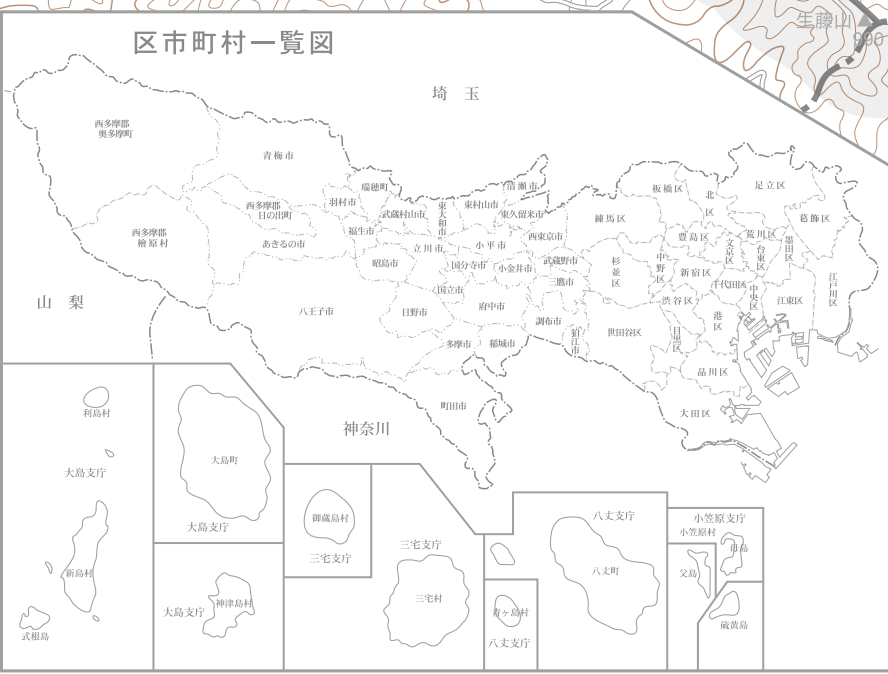 生藤山
990
区市町村一覧図
埼 玉
西多摩郡
奥多摩町
青梅市
瑞穂町
清瀬市
板橋区
足立区
西多摩郡
日の出町
羽村市
武蔵村山市
東大和市
東村山市
東久留米市
練馬区
北区
葛飾区
西多摩郡
檜原村
あきるの市
福生市
立川市
小平市
西東京市
豊島区
文京区
荒川区
台東区
墨田区
昭島市
国分寺市
小金井市
武蔵野市
三鷹市
杉並区
中野区
新宿区
千代田区
中央区
江戸川区
山 梨
八王子市
日野市
国立市
府中市
調布市
狛江市
世田谷区
渋谷区
目黒区
港区
江東区
多摩市
稲城市
品川区
町田市
大田区
神奈川
利島村
大島支庁
新島村
式根島
大島町
大島支庁
大島支庁
神津島村
御蔵島村
三宅支庁
三宅支庁
三宅村
八丈支庁
八丈町
青ヶ島村
八丈支庁
小笠原支庁
小笠原村
母島
父島
硫黄島